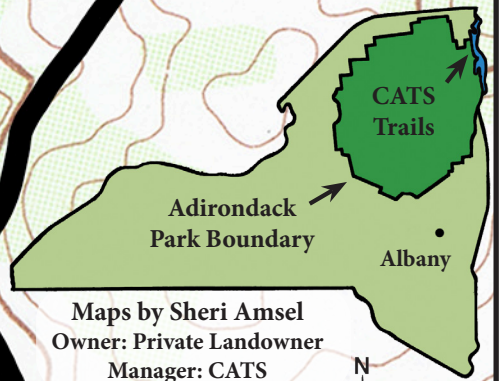 CATS
Trails
Adirondack
Park Boundary
Albany
Maps by Sheri Amsel
Owner: Private Landowner
Manager: CATS
N